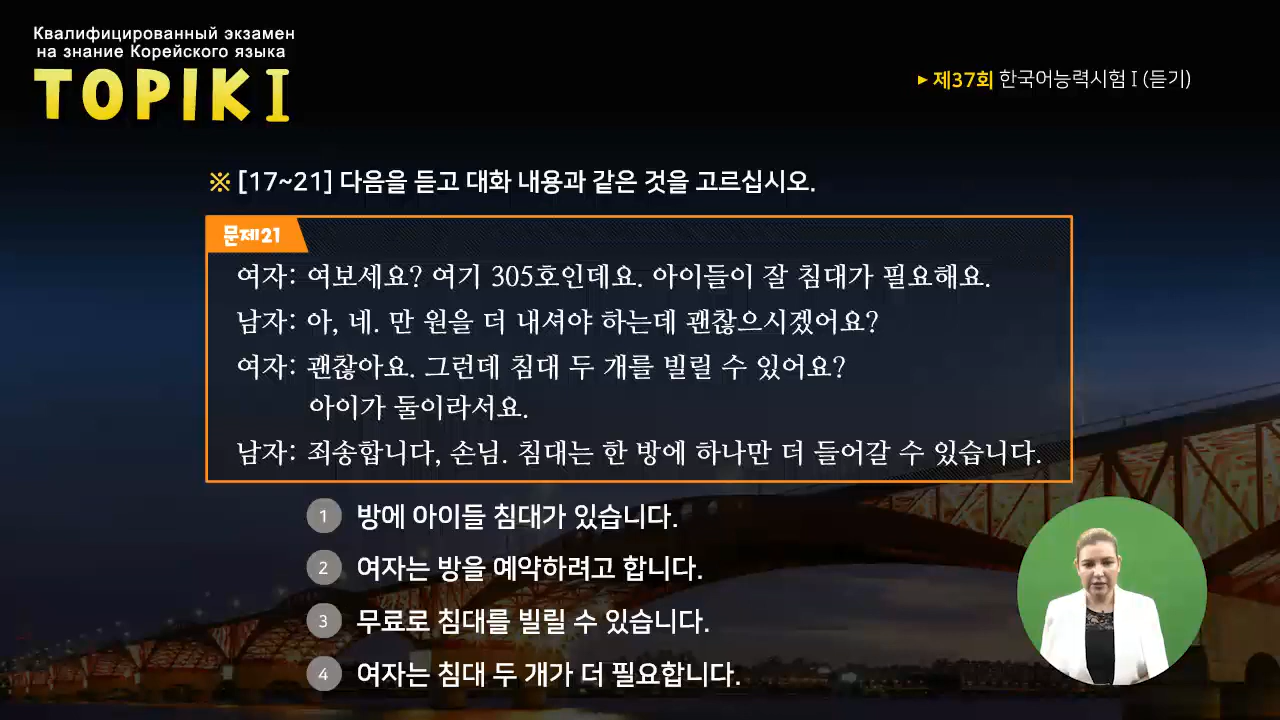 Квалифицированный экзамен
на знание Корейского языка
TOPIK I
▶ 제37회 한국어능력시험 I (듣기)
※ [17~21] 다음을 듣고 대화 내용과 같은 것을 고르십시오.
문제21
여자: 여보세요? 여기 305호인데요. 아이들이 잘 침대가 필요해요.
남자: 아, 네. 만 원을 더 내셔야 하는데 괜찮으시겠어요?
여자: 괜찮아요. 그런데 침대 두 개를 빌릴 수 있어요?
아이가 둘이라서요.
남자: 죄송합니다, 손님. 침대는 한 방에 하나만 더 들어갈 수 있습니다.
1 방에 아이들 침대가 있습니다.
2 여자는 방을 예약하려고 합니다.
3 무료로 침대를 빌릴 수 있습니다.
4 여자는 침대 두 개가 더 필요합니다.